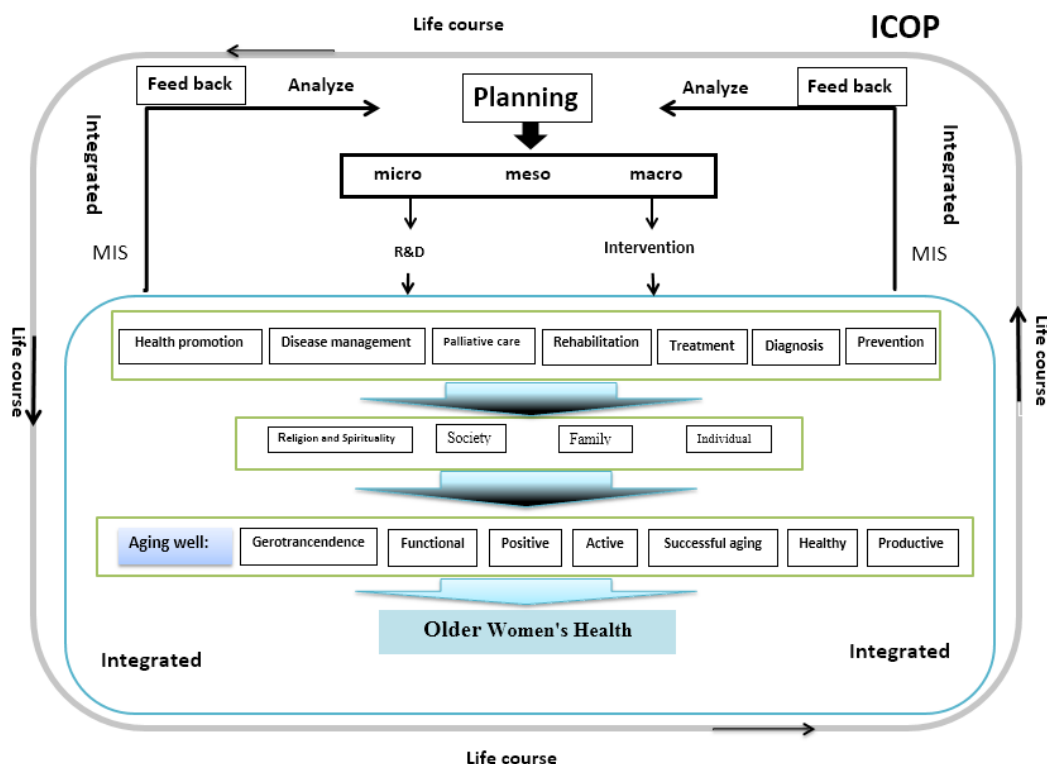 Life course
ICOP
Feed back
Analyze
Planning
Analyze
Feed back
Integrated
Integrated
micro meso macro
MIS
R&D
Intervention
MIS
Life course
Life course
Health promotion
Disease management
Palliative care
Rehabilitation
Treatment
Diagnosis
Prevention
Religion and Spirituality
Society
Family
Individual
Aging well:
Gerotrancendence
Functional
Positive
Active
Successful aging
Healthy
Productive
Older Women's Health
Integrated
Integrated
Life course